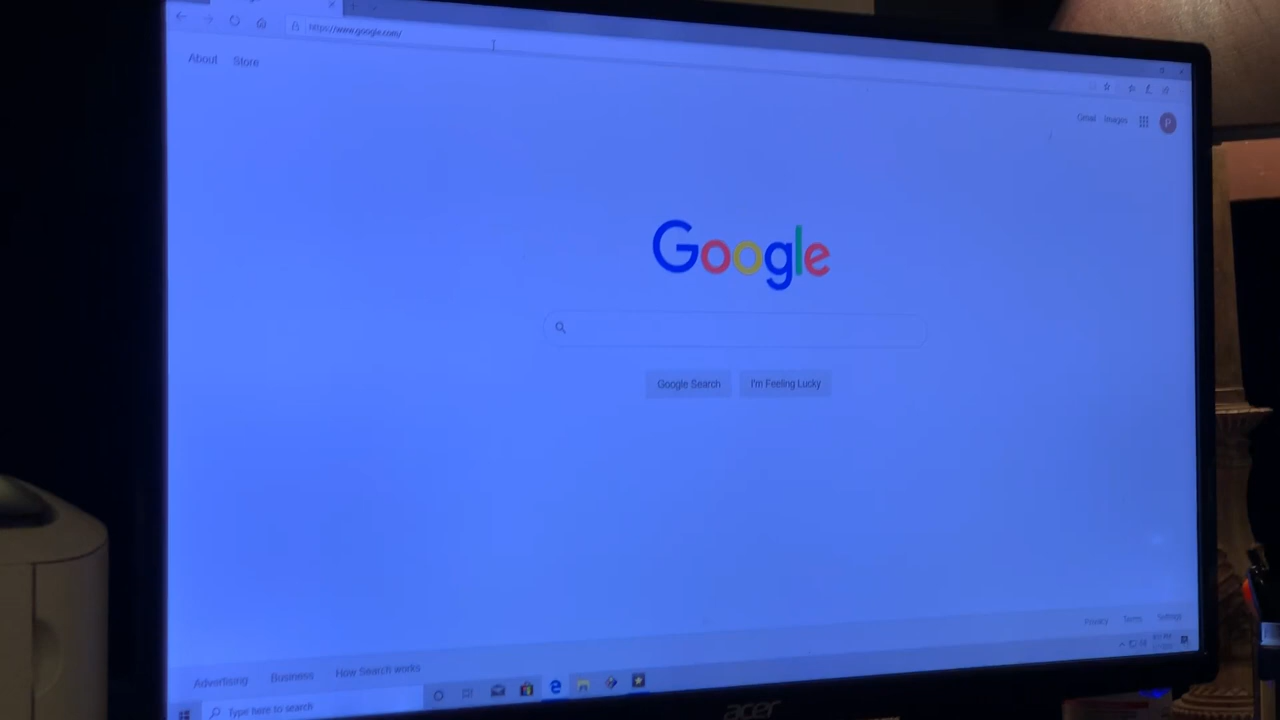 https://www.google.com/
About Store
Gmail Images
P
Google
Google Search I'm Feeling Lucky
Privacy Terms Settings
Advertising Business How Search works
Type here to search
acer